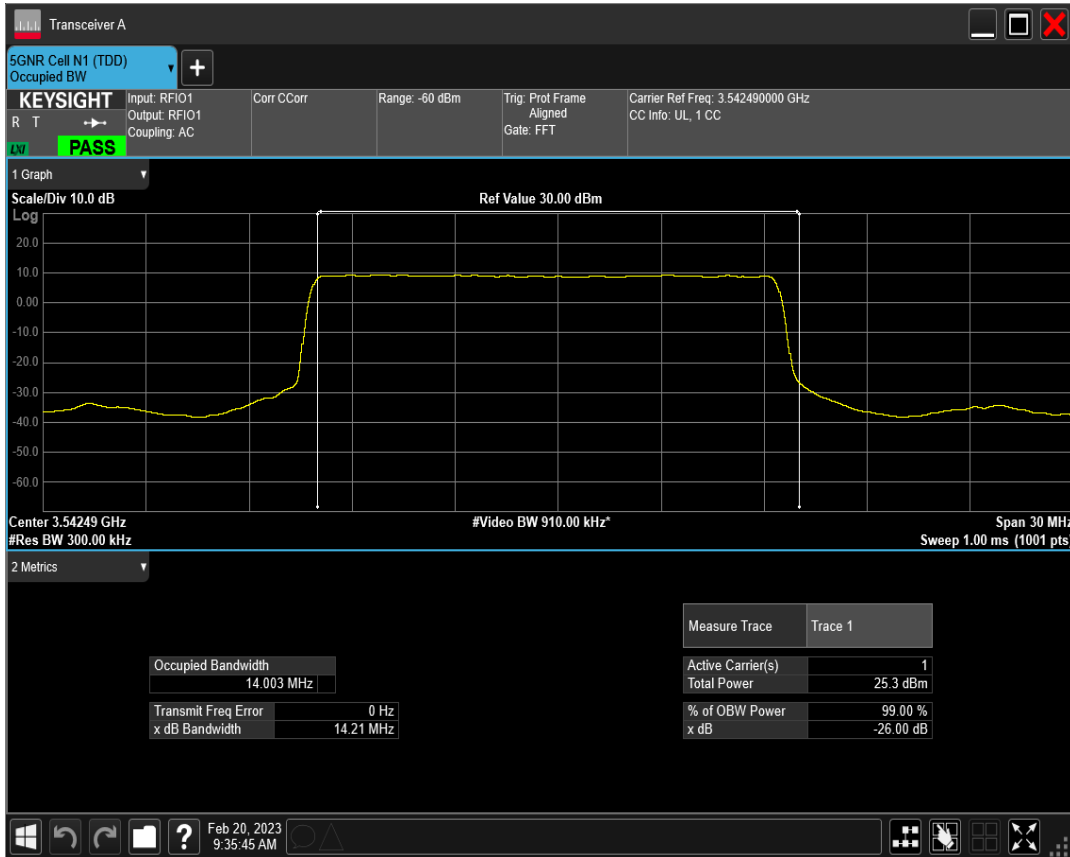 Transceiver A
5GNR Cell N1 (TDD)
Occupied BW
+
KEYSIGHT
R T
LXI
PASS
Input: RFIO1
Output: RFIO1
Coupling: AC
Corr CCorr
Range: -60 dBm
Trig: Prot Frame
Aligned
Gate: FFT
Carrier Ref Freq: 3.542490000 GHz
CC Info: UL, 1 CC
1 Graph
Scale/Div 10.0 dB
Ref Value 30.00 dBm
Log
20.0
10.0
0.00
-10.0
-20.0
-30.0
-40.0
-50.0
-60.0
Center 3.54249 GHz
#Video BW 910.00 kHz*
Span 30 MHz
#Res BW 300.00 kHz
Sweep 1.00 ms (1001 pts)
2 Metrics
Measure Trace Trace 1
Occupied Bandwidth
14.003 MHz
Active Carrier(s) 1
Total Power 25.3 dBm
Transmit Freq Error 0 Hz
x dB Bandwidth 14.21 MHz
% of OBW Power 99.00 %
x dB -26.00 dB
?
Feb 20, 2023
9:35:45 AM